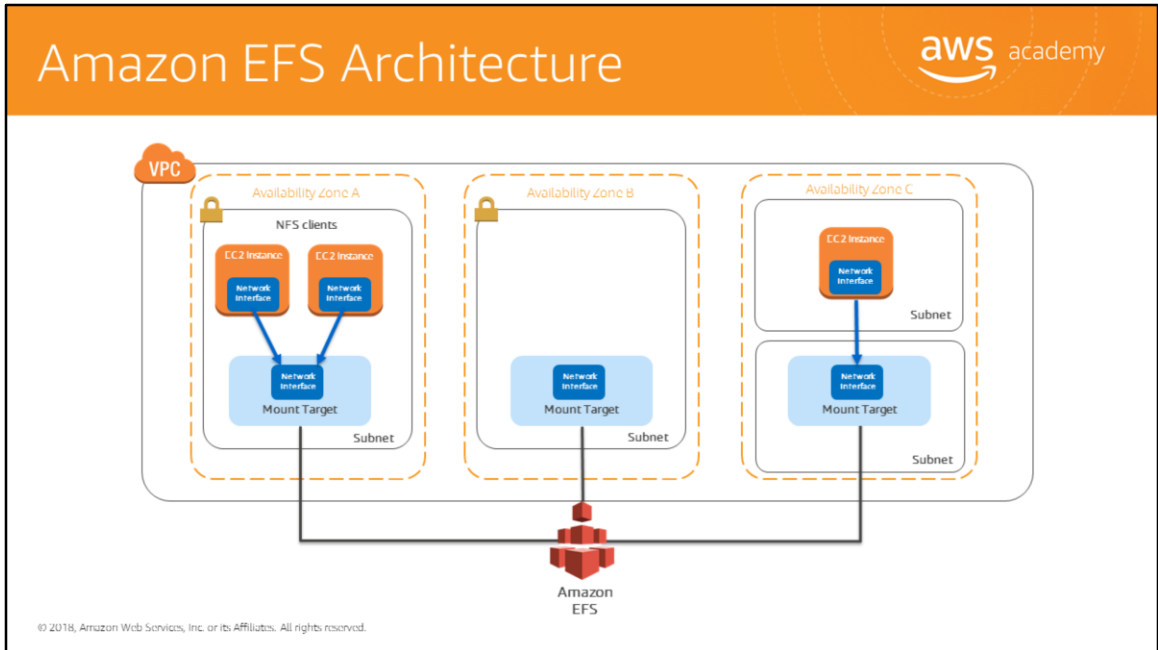 Amazon EFS Architecture
aws academy
VPC
Availability Zone A
Availability Zone B
Availability Zone C
NFS clients
EC2 Instance
EC2 Instance
Network
Interface
Network
Interface
Network
Interface
Mount Target
Subnet
Network
Interface
Mount Target
Subnet
EC2 Instance
Network
Interface
Subnet
Network
Interface
Mount Target
Subnet
Amazon
EFS
© 2018, Amazon Web Services, Inc. or its Affiliates. All rights reserved.